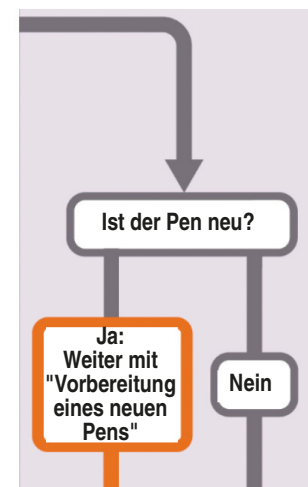 Ist der Pen neu?
Ja:
Weiter mit
"Vorbereitung
eines neuen
Pens"
Nein